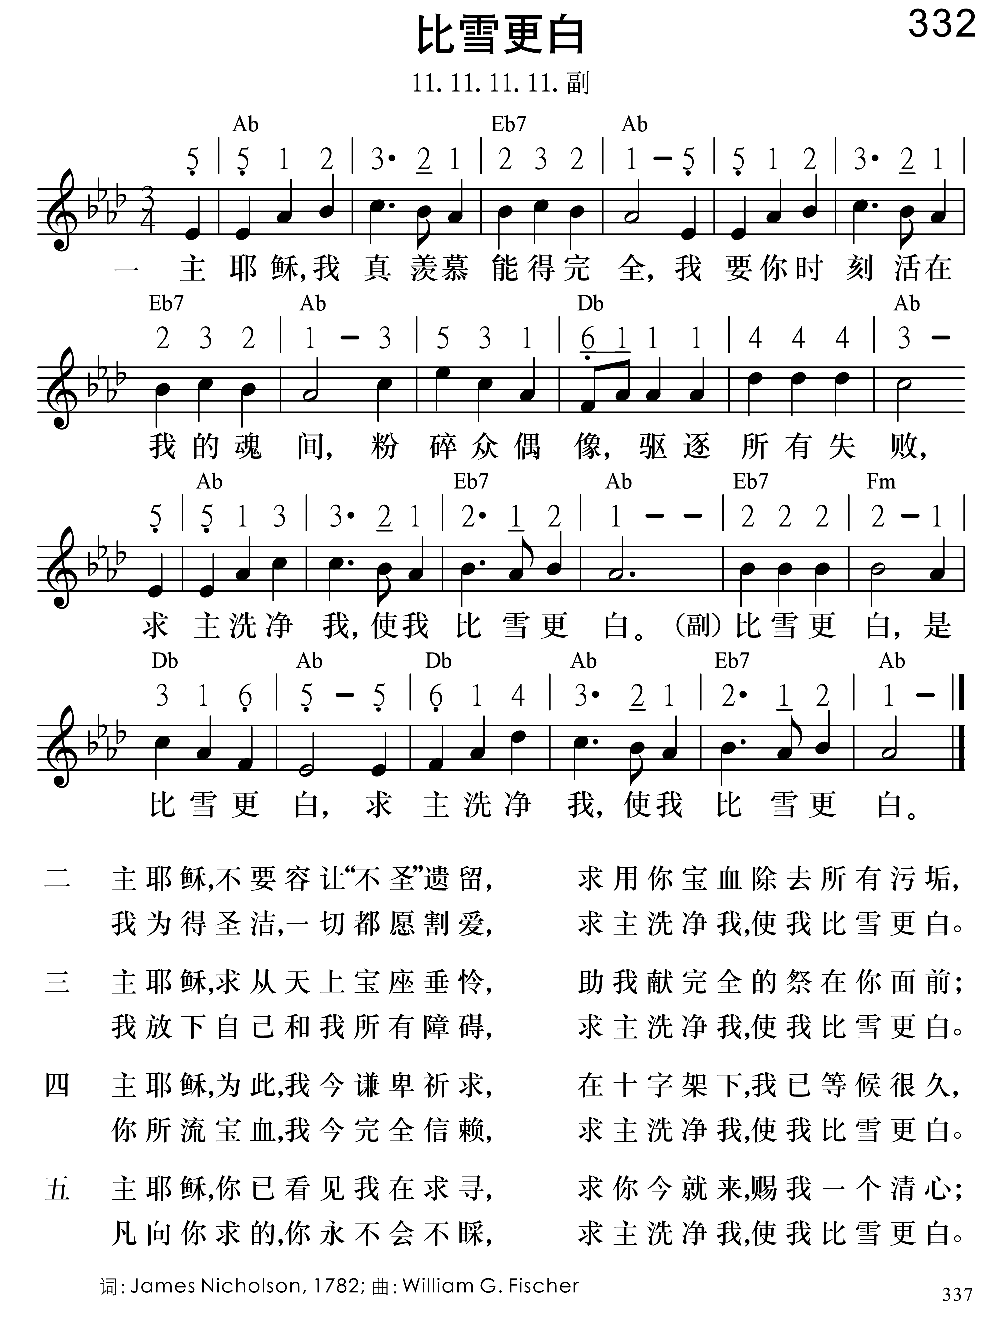 比雪更白
332
11. 11. 11. 11. 副
Ab Eb7 Ab
5 | 5 1 2 | 3· 2 1 | 2 3 2 | 1 – 5 | 5 1 2 | 3· 2 1 |
3
4
一 主 耶稣,我 真 羡慕 能得完 全, 我 要你时 刻 活在
Eb7 Ab Db Ab
2 3 2 | 1 – 3 | 5 3 1 | 6 1 1 1 | 4 4 4 | 3 –
我的魂 间, 粉 碎众偶 像, 驱逐 所有失 败,
Ab Eb7 Ab Eb7 Fm
5 | 5 1 3 | 3· 2 1 | 2· 1 2 | 1 – – | 2 2 2 | 2 – 1 |
求 主洗净 我,使我 比 雪更 白。(副)比雪更 白, 是
Db Ab Db Ab Eb7 Ab
3 1 6 | 5 – 5 | 6 1 4 | 3· 2 1 | 2· 1 2 | 1 – ‖
比雪更 白, 求 主洗净 我, 使我 比 雪更 白。
二 主耶稣,不要容让“不圣”遗留, 求用你宝血除去所有污垢,
我为得圣洁,一切都愿割爱, 求主洗净我,使我比雪更白。
三 主耶稣,求从天上宝座垂怜, 助我献完全的祭在你面前;
我放下自己和我所有障碍, 求主洗净我,使我比雪更白。
四 主耶稣,为此,我今谦卑祈求, 在十字架下,我已等候很久,
你所流宝血,我今完全信赖, 求主洗净我,使我比雪更白。
五 主耶稣,你已看见我在求寻, 求你今就来,赐我一个清心;
凡向你求的,你永不会不睬, 求主洗净我,使我比雪更白。
词: James Nicholson, 1782; 曲: William G. Fischer
337